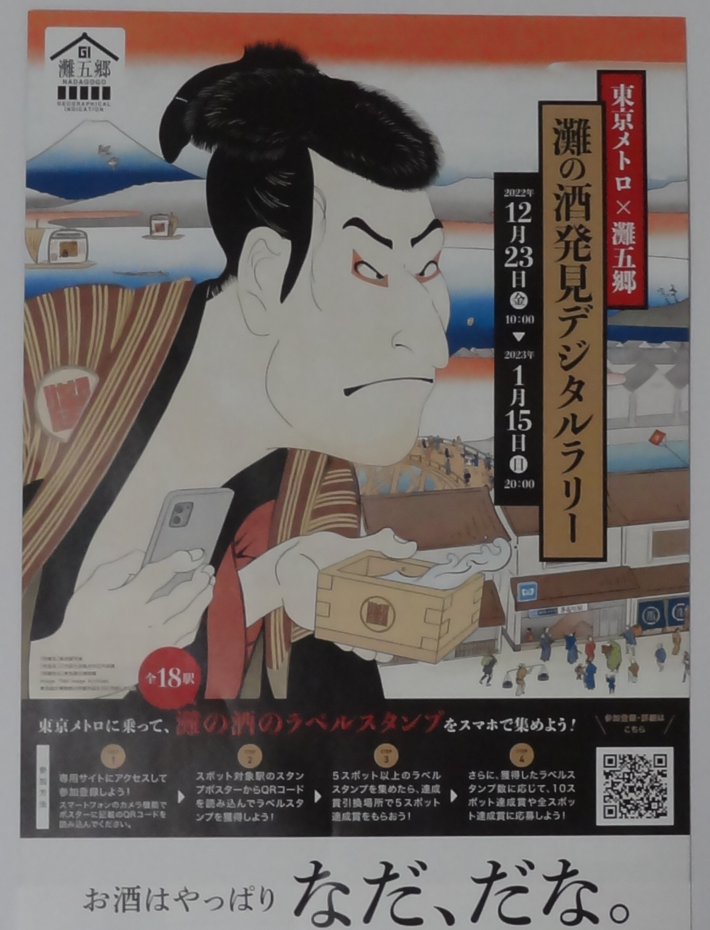 GI
灘五郷
NADAGOGO
GEOGRAPHICAL
INDICATION
東京メトロ×灘五郷
灘の酒発見デジタルラリー
2022年
12月23日金
10:00
▼
2023年
1月15日日
20:00
全18駅
東京メトロに乗って、灘の酒のラベルスタンプをスマホで集めよう!
参加登録・詳細は
こちら
参加方法
STEP
1
専用サイトにアクセスして
参加登録しよう!
スマートフォンのカメラ機能で
ポスターに記載のQRコードを
読み込んでください。
STEP
2
スポット対象駅のスタン
プポスターからQRコード
を読み込んでラベルスタ
ンプを獲得しよう!
STEP
3
5スポット以上のラベル
スタンプを集めたら、達成
賞引換場所で5スポット
達成賞をもらおう!
STEP
4
さらに、獲得したラベルス
タンプ数に応じて、10ス
ポット達成賞や全スポッ
ト達成賞に応募しよう!
お酒はやっぱり なだ、だな。